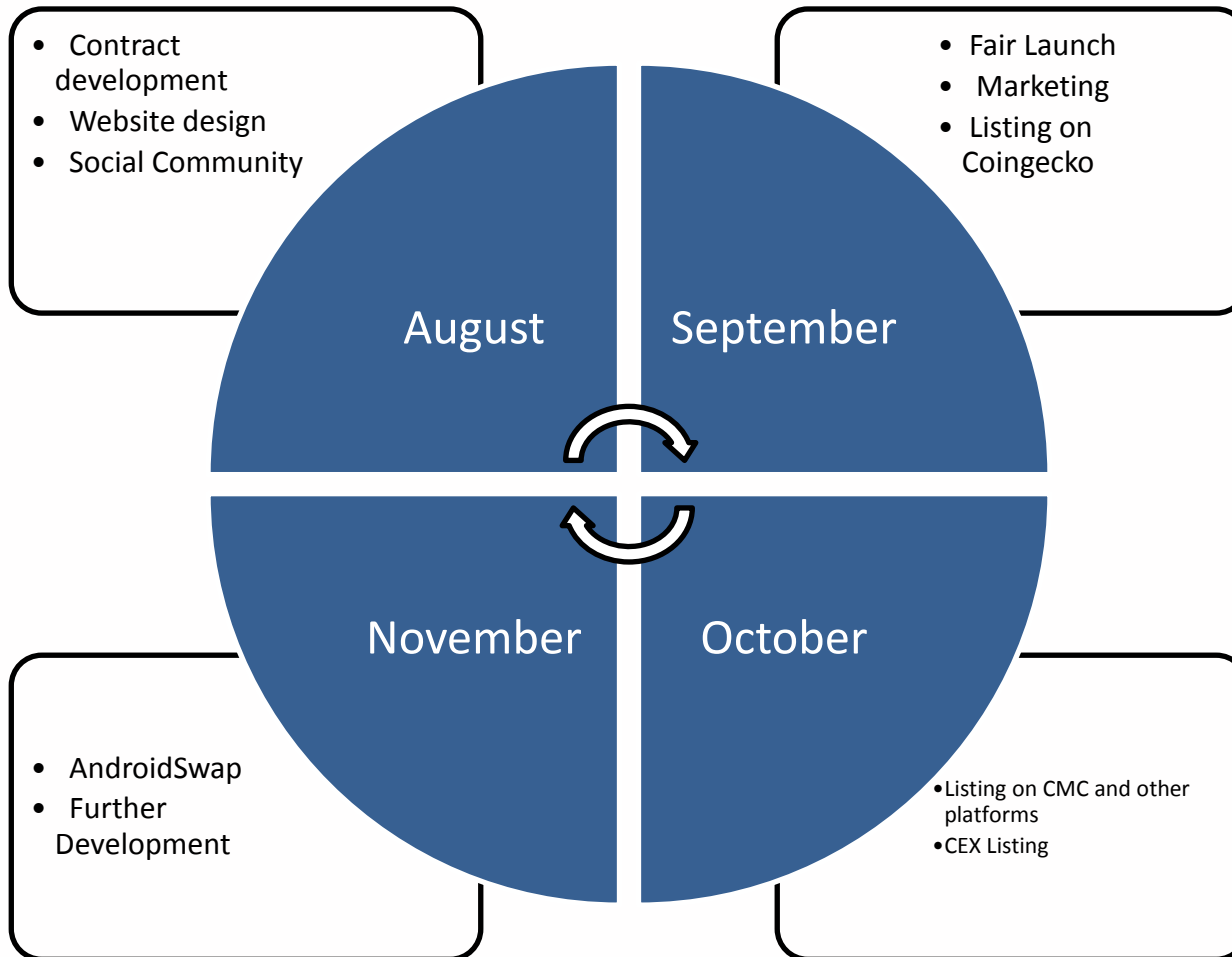 • Contract
development
• Website design
• Social Community
• Fair Launch
• Marketing
• Listing on
Coingecko
August
September
November
October
• AndroidSwap
• Further
Development
•Listing on CMC and other
platforms
•CEX Listing